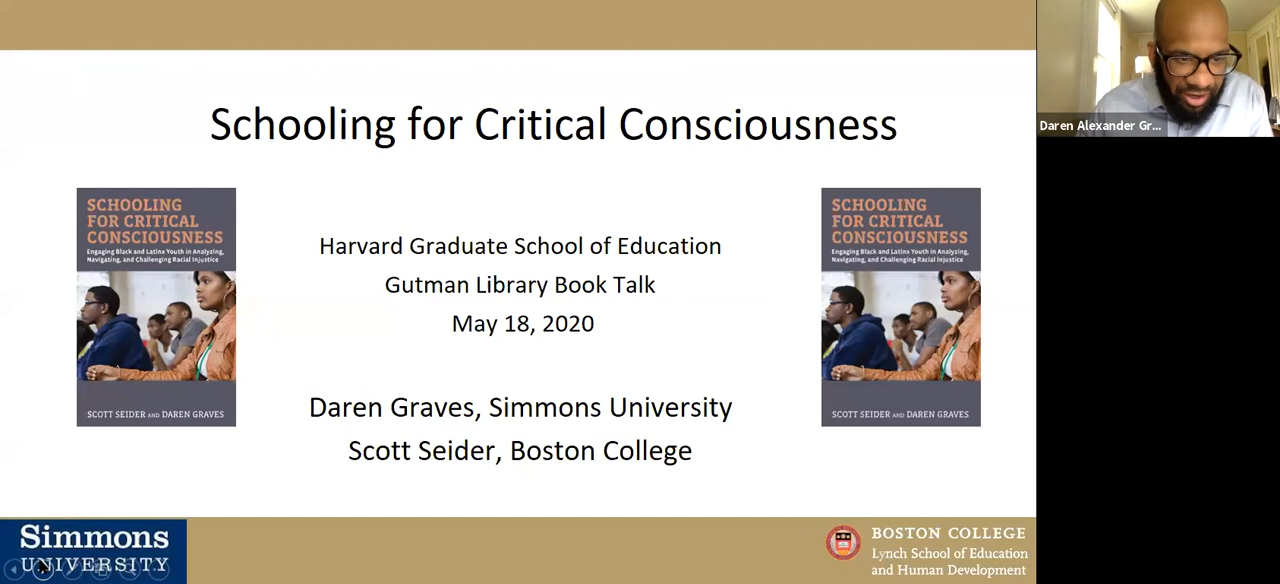 Schooling for Critical Consciousness
SCHOOLING
FOR CRITICAL
CONSCIOUSNESS
Engaging Black and Latinx Youth in Analyzing,
Navigating, and Challenging Racial Injustice
SCOTT SEIDER AND DAREN GRAVES
Harvard Graduate School of Education
Gutman Library Book Talk
May 18, 2020
Daren Graves, Simmons University
Scott Seider, Boston College
SCHOOLING
FOR CRITICAL
CONSCIOUSNESS
Engaging Black and Latinx Youth in Analyzing,
Navigating, and Challenging Racial Injustice
SCOTT SEIDER AND DAREN GRAVES
Simmons
UNIVERSITY
BOSTON COLLEGE
Lynch School of Education
and Human Development
Daren Alexander Gr...